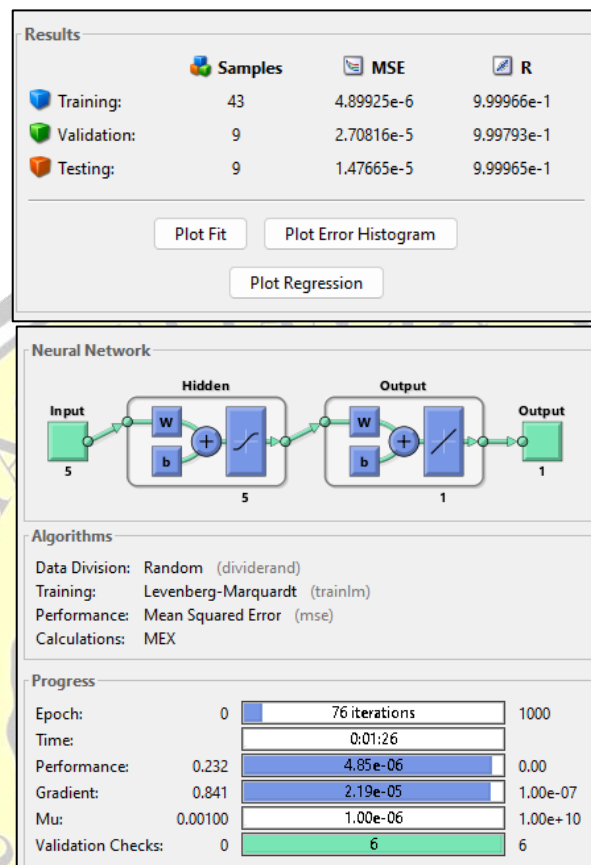 Results
Samples MSE R
Training: 43 4.89925e-6 9.99966e-1
Validation: 9 2.70816e-5 9.99793e-1
Testing: 9 1.47665e-5 9.99965e-1
Plot Fit Plot Error Histogram
Plot Regression
Neural Network
Hidden Output
Input Output
W W
b b
5 5 1 1
Algorithms
Data Division: Random (dividerand)
Training: Levenberg-Marquardt (trainlm)
Performance: Mean Squared Error (mse)
Calculations: MEX
Progress
Epoch: 0 76 iterations 1000
Time: 0:01:26
Performance: 0.232 4.85e-06 0.00
Gradient: 0.841 2.19e-05 1.00e-07
Mu: 0.00100 1.00e-06 1.00e+10
Validation Checks: 0 6 6